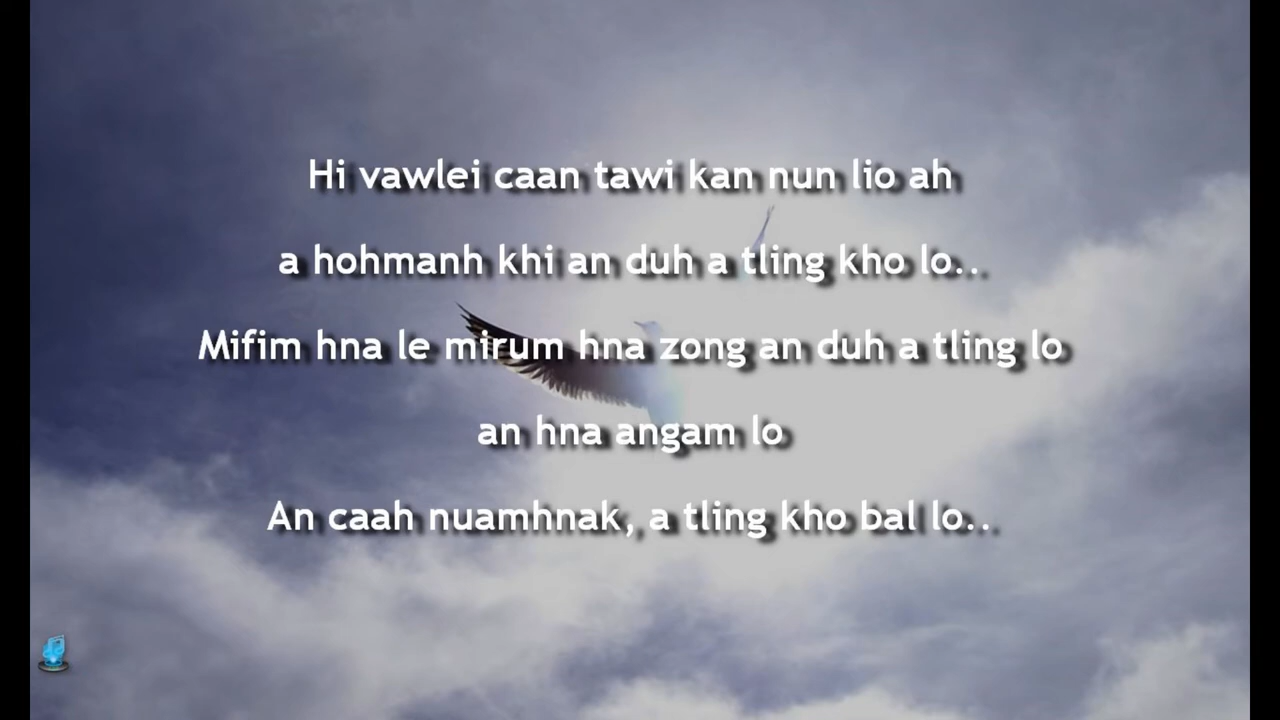 Hi vawlei caan tawi kan nun lio ah
a hohmanh khi an duh a tling kho lo..
Mifim hna le mirum hna zong an duh a tling lo
an hna angam lo
An caah nuamhnak, a tling kho bal lo..